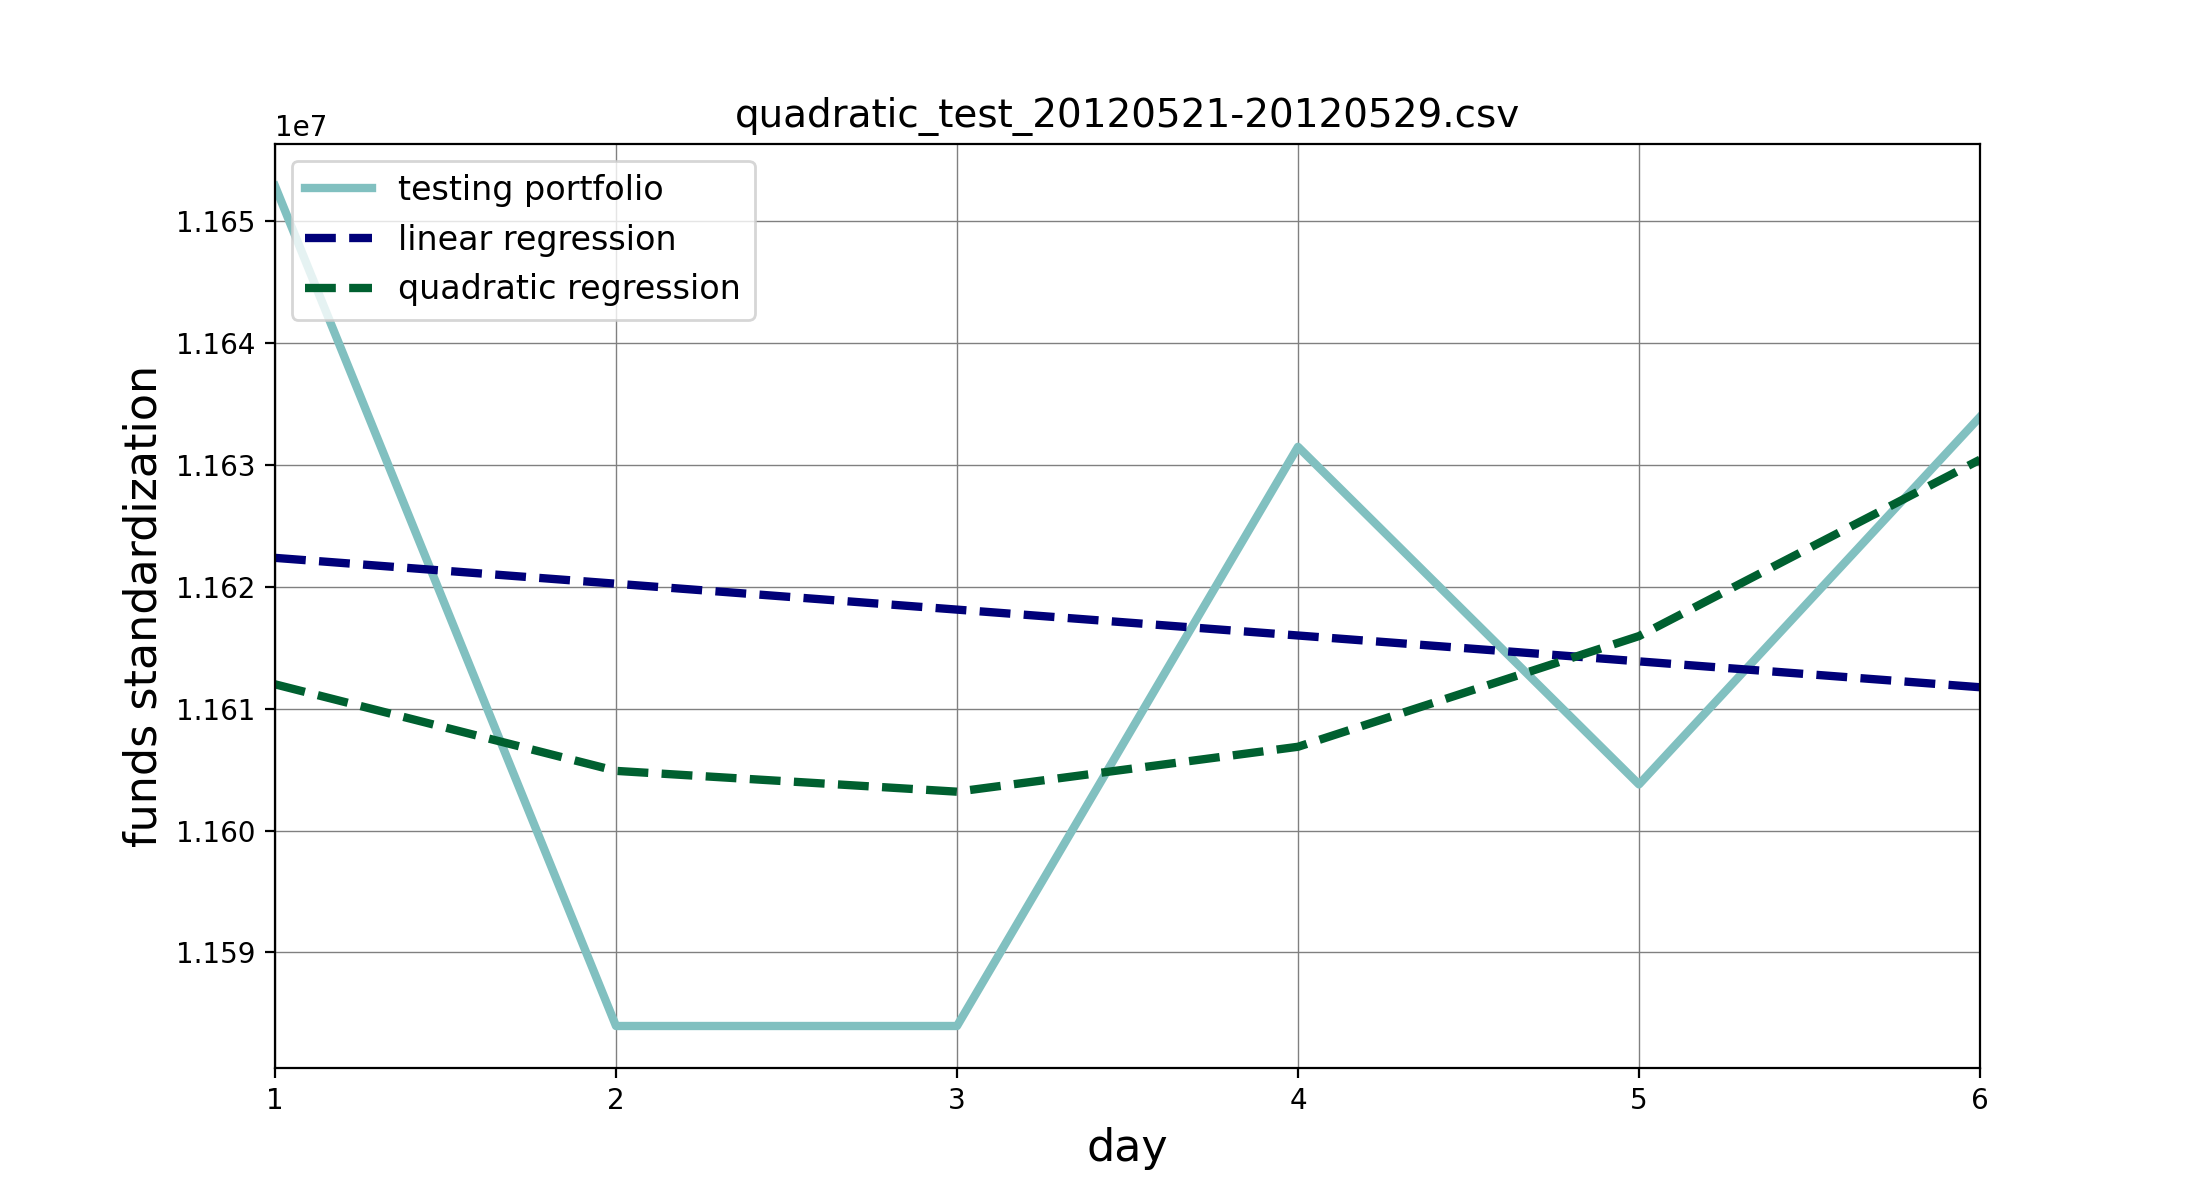 quadratic_test_20120521-20120529.csv
1e7
testing portfolio
linear regression
quadratic regression
1.165
1.164
1.163
1.162
1.161
1.160
1.159
funds standardization
1 2 3 4 5 6
day